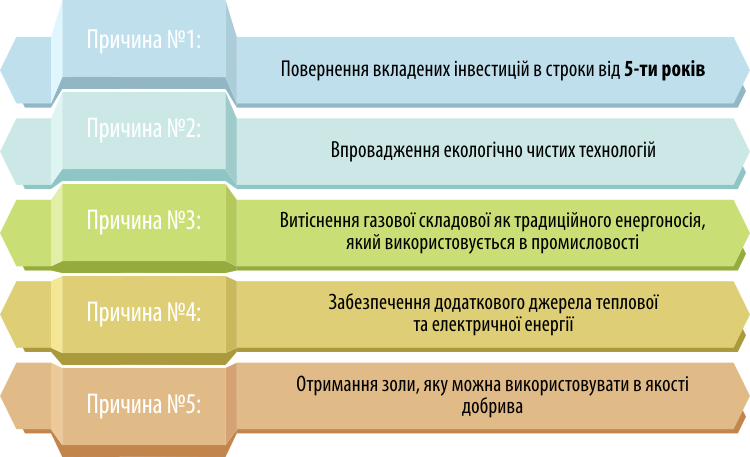 Причина №1:
Повернення вкладених інвестицій в строки від 5-ти років
Причина №2:
Впровадження екологічно чистих технологій
Причина №3:
Витіснення газової складової як традиційного енергоносія,
який використовується в промисловості
Причина №4:
Забезпечення додаткового джерела теплової
та електричної енергії
Причина №5:
Отримання золи, яку можна використовувати в якості
добрива